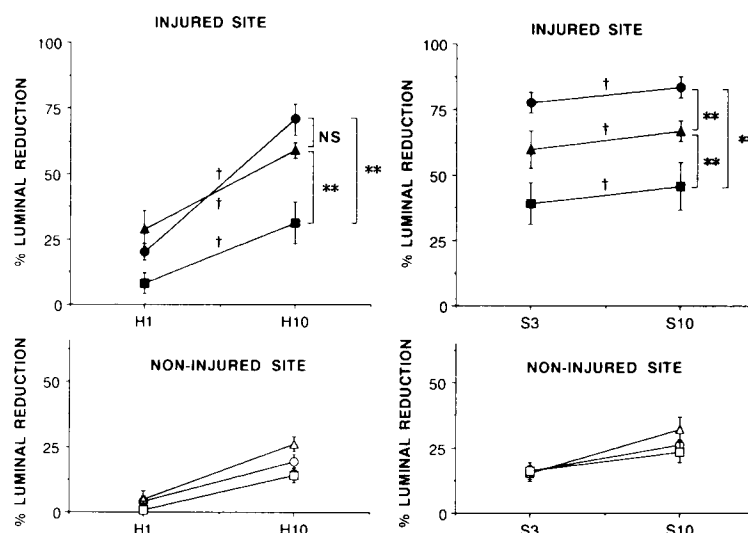 INJURED SITE
% LUMINAL REDUCTION
100
75
50
25
0
†
†
†
NS
**
**
H1
H10
INJURED SITE
% LUMINAL REDUCTION
100
75
50
25
0
†
†
†
**
**
H1
S3
S10
NON-INJURED SITE
% LUMINAL REDUCTION
50
25
0
H1
H10
NON-INJURED SITE
% LUMINAL REDUCTION
50
25
0
S3
S10